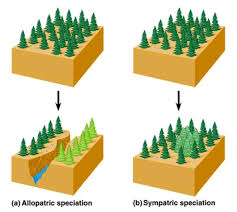 (a) Allopatric speciation
(b) Sympatric speciation